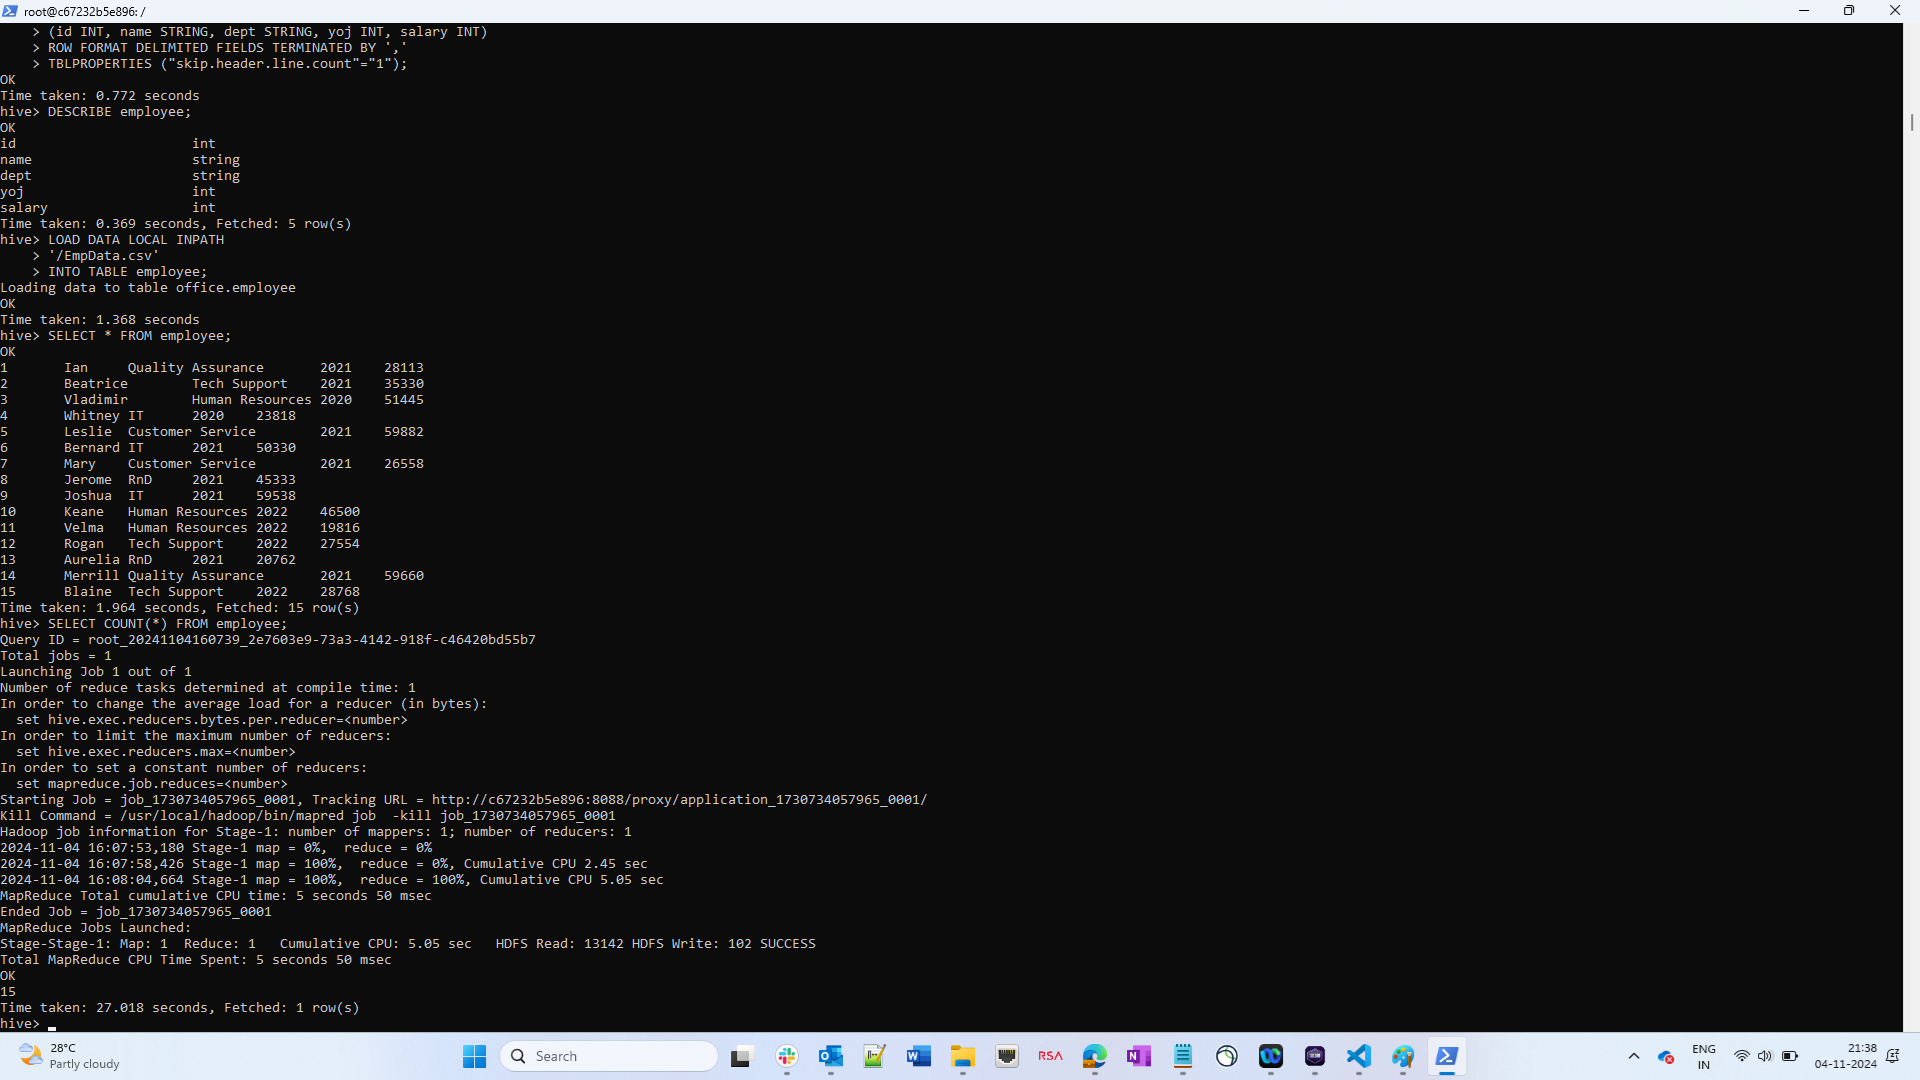 root@c67232b5e896: /
    > (id INT, name STRING, dept STRING, yoj INT, salary INT)
    > ROW FORMAT DELIMITED FIELDS TERMINATED BY ','
    > TBLPROPERTIES ("skip.header.line.count"="1");
OK
Time taken: 0.772 seconds
hive> DESCRIBE employee;
OK
id                      int
name                    string
dept                    string
yoj                     int
salary                  int
Time taken: 0.369 seconds, Fetched: 5 row(s)
hive> LOAD DATA LOCAL INPATH
    > '/EmpData.csv'
    > INTO TABLE employee;
Loading data to table office.employee
OK
Time taken: 1.368 seconds
hive> SELECT * FROM employee;
OK
1       Ian     Quality Assurance       2021    28113
2       Beatrice        Tech Support    2021    35330
3       Vladimir        Human Resources 2020    51445
4       Whitney IT      2020    23818
5       Leslie  Customer Service        2021    59882
6       Bernard IT      2021    50330
7       Mary    Customer Service        2021    26558
8       Jerome  RnD     2021    45333
9       Joshua  IT      2021    59538
10      Keane   Human Resources 2022    46500
11      Velma   Human Resources 2022    19816
12      Rogan   Tech Support    2022    27554
13      Aurelia RnD     2021    20762
14      Merrill Quality Assurance       2021    59660
15      Blaine  Tech Support    2022    28768
Time taken: 1.964 seconds, Fetched: 15 row(s)
hive> SELECT COUNT(*) FROM employee;
Query ID = root_20241104160739_2e7603e9-73a3-4142-918f-c46420bd55b7
Total jobs = 1
Launching Job 1 out of 1
Number of reduce tasks determined at compile time: 1
In order to change the average load for a reducer (in bytes):
  set hive.exec.reducers.bytes.per.reducer=<number>
In order to limit the maximum number of reducers:
  set hive.exec.reducers.max=<number>
In order to set a constant number of reducers:
  set mapreduce.job.reduces=<number>
Starting Job = job_1730734057965_0001, Tracking URL = http://c67232b5e896:8088/proxy/application_1730734057965_0001/
Kill Command = /usr/local/hadoop/bin/mapred job  -kill job_1730734057965_0001
Hadoop job information for Stage-1: number of mappers: 1; number of reducers: 1
2024-11-04 16:07:53,180 Stage-1 map = 0%,  reduce = 0%
2024-11-04 16:07:58,426 Stage-1 map = 100%,  reduce = 0%, Cumulative CPU 2.45 sec
2024-11-04 16:08:04,664 Stage-1 map = 100%,  reduce = 100%, Cumulative CPU 5.05 sec
MapReduce Total cumulative CPU time: 5 seconds 50 msec
Ended Job = job_1730734057965_0001
MapReduce Jobs Launched:
Stage-Stage-1: Map: 1  Reduce: 1   Cumulative CPU: 5.05 sec   HDFS Read: 13142 HDFS Write: 102 SUCCESS
Total MapReduce CPU Time Spent: 5 seconds 50 msec
OK
15
Time taken: 27.018 seconds, Fetched: 1 row(s)
hive>
28°C
Partly cloudy
Search
RSA
ENG
IN
21:38
04-11-2024